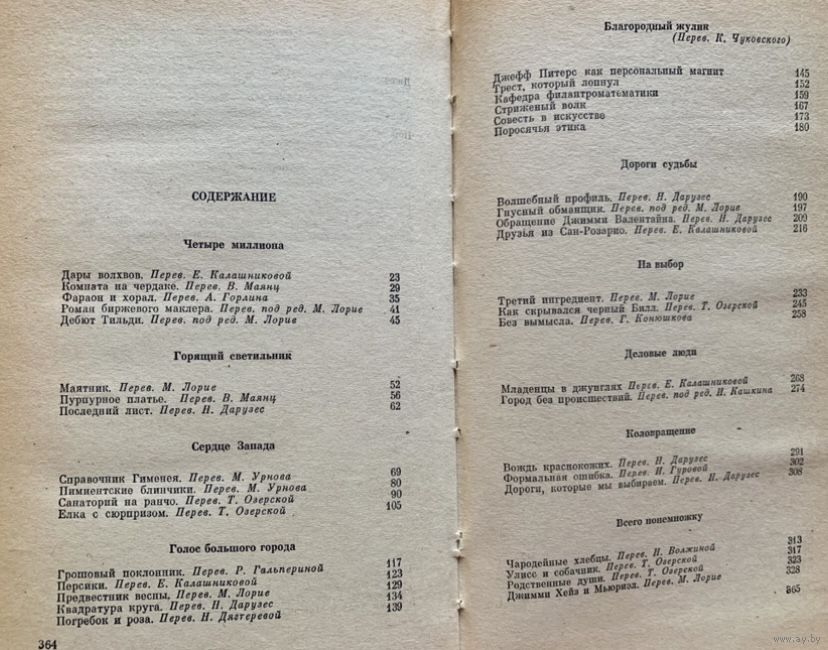 СОДЕРЖАНИЕ
Четыре миллиона
Дары волхвов. Перев. Е. Калашниковой 23
Комната на чердаке. Перев. В. Маянц 29
Фараон и хорал. Перев. А. Горлина 35
Роман биржевого маклера. Перев. под ред. М. Лорие 41
Дебют Тильди. Перев. под ред. М. Лорие 45
Горящий светильник
Маятник. Перев. М. Лорие 52
Пурпурное платье. Перев. В. Маянц 56
Последний лист. Перев. Н. Дарузес 62
Сердце Запада
Справочник Гименея. Перев. М. Урнова 69
Пимиентские блинчики. Перев. М. Урнова 80
Санаторий на ранчо. Перев. Т. Озерской 90
Елка с сюрпризом. Перев. Т. Озерской 105
Голос большого города
Грошовый поклонник. Перев. Р. Гальпериной 117
Персики. Перев. Е. Калашниковой 123
Предвестник весны. Перев. М. Лорие 129
Квадратура круга. Перев. Н. Дарузес 134
Погребок и роза. Перев. Н. Дехтеревой 139
364
Благородный жулик
(Перев. К. Чуковского)
Джефф Питерс как персональный магнит 145
Трест, который лопнул 152
Кафедра филантроматематики 159
Стриженый волк 167
Совесть в искусстве 173
Поросячья этика 180
Дороги судьбы
Волшебный профиль. Перев. Н. Дарузес 190
Гнусный обманщик. Перев. под ред. М. Лорие 197
Обращение Джимми Валентайна. Перев. Н. Дарузес 209
Друзья из Сан-Розарио. Перев. Е. Калашниковой 216
На выбор
Третий ингредиент. Перев. М. Лорие 233
Как скрывался черный Билл. Перев. Т. Озерской 245
Без вымысла. Перев. Г. Конюшкова 258
Деловые люди
Младенцы в джунглях Перев. Е. Калашниковой 268
Город без происшествий. Перев. под ред. И. Кашкина 274
Коловращение
Вождь краснокожих. Перев. Н. Дарузес 291
Формальная ошибка. Перев. И. Гуровой 302
Дороги, которые мы выбираем. Перев. Н. Дарузес 308
Всего понемножку
Чародейные хлебцы. Перев. И. Волжиной 313
Улисс и собачник. Перев. Т. Озерской 317
Родственные души. Перев. Т. Озерской 323
Джимми Хейз и Мьюриэл. Перев. М. Лорие 328
365
www.ay.by